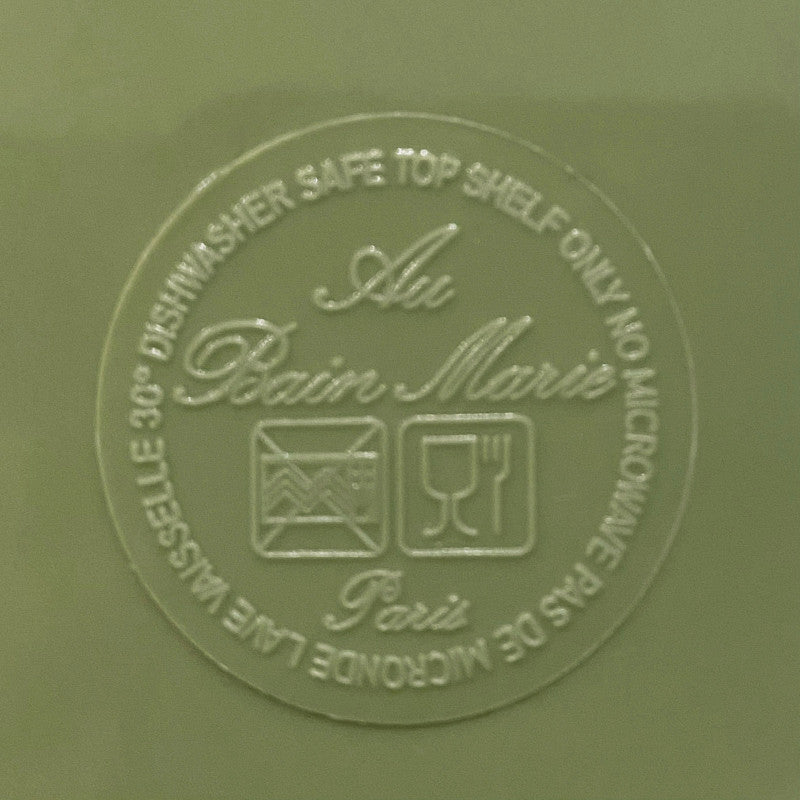 DISHWASHER SAFE TOP SHELF ONLY NO MICROWAVE PAS DE MICRONDE LAVE VAISSELLE 30°
Au
Bain Marie
Paris